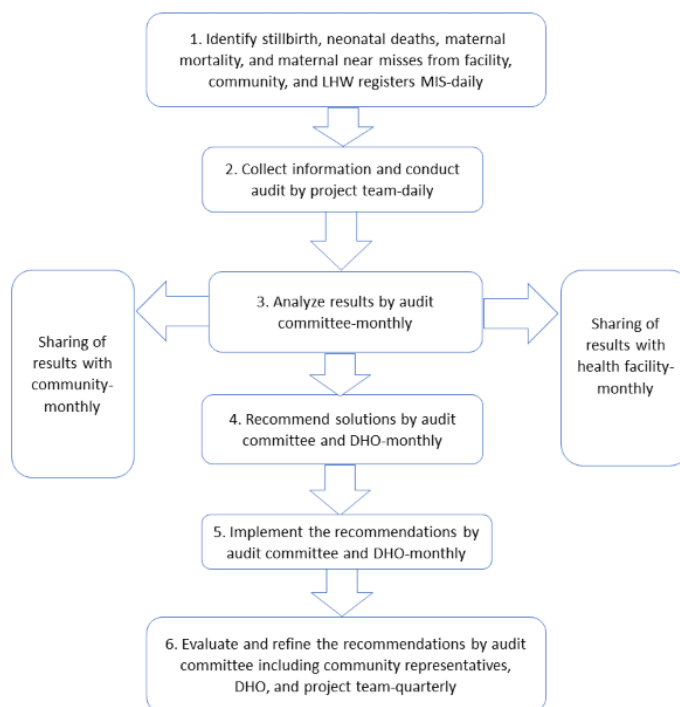 1. Identify stillbirth, neonatal deaths, maternal
mortality, and maternal near misses from facility,
community, and LHW registers MIS-daily
2. Collect information and conduct
audit by project team-daily
3. Analyze results by audit
committee-monthly
Sharing of
results with
community-
monthly
Sharing of
results with
health facility-
monthly
4. Recommend solutions by audit
committee and DHO-monthly
5. Implement the recommendations by
audit committee and DHO-monthly
6. Evaluate and refine the recommendations by audit
committee including community representatives,
DHO, and project team-quarterly